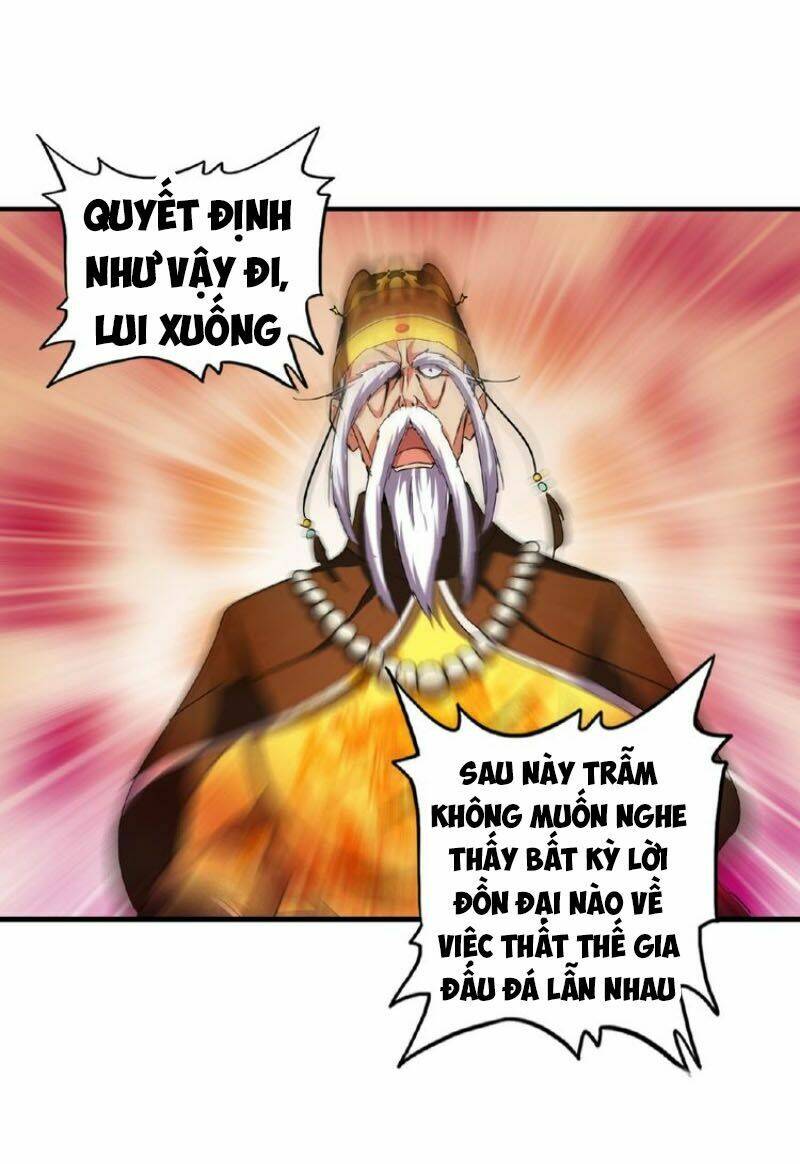 QUYẾT ĐỊNH
NHƯ VẬY ĐI,
LUI XUỐNG
SAU NÀY TRẪM
KHÔNG MUỐN NGHE
THẤY BẤT KỲ LỜI
ĐỒN ĐẠI NÀO VỀ
VIỆC THẤT THẾ GIA
ĐẤU ĐÁ LẪN NHAU